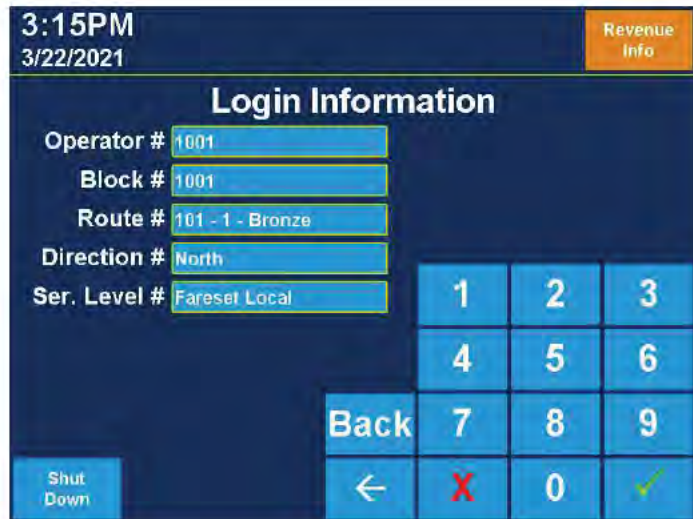 3:15PM
3/22/2021
Revenue
Info
Login Information
Operator # 1001
Block # 1001
Route # 101 - 1 - Bronze
Direction # North
Ser. Level # Fareset Local
1 2 3
4 5 6
Back 7 8 9
Shut
Down
← X 0 ✓